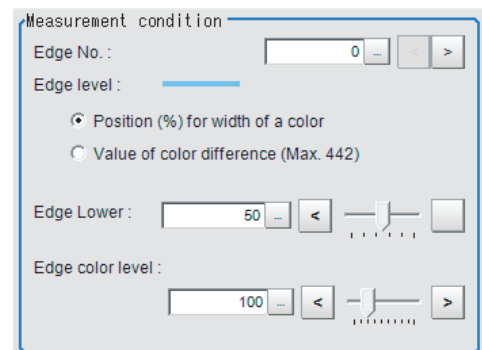 Measurement condition
Edge No. : 0 ... < >
Edge level :
Position (%) for width of a color
Value of color difference (Max. 442)
Edge Lower : 50 ... <
Edge color level :
100 ... < >